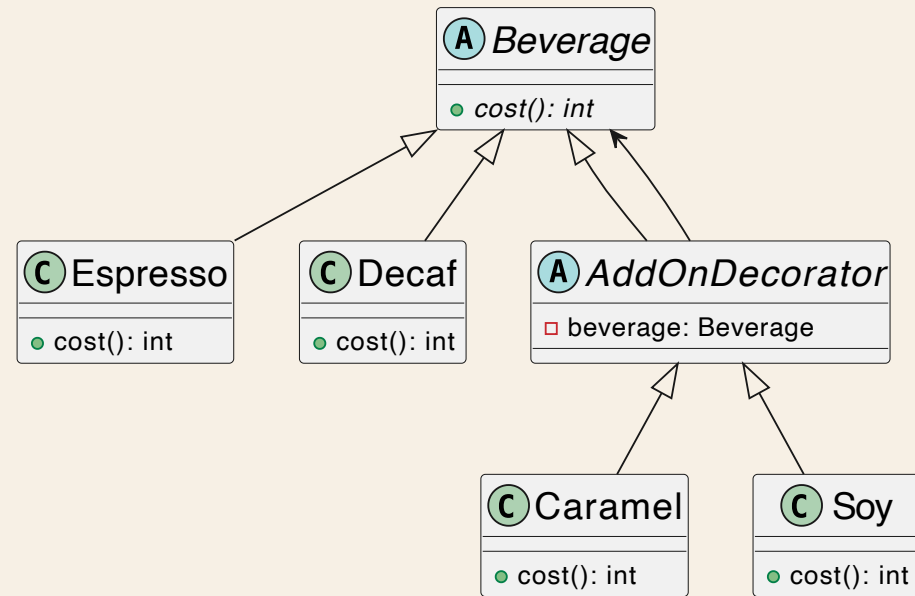 A Beverage
cost(): int
C Espresso
cost(): int
C Decaf
cost(): int
A AddOnDecorator
beverage: Beverage
C Caramel
cost(): int
C Soy
cost(): int